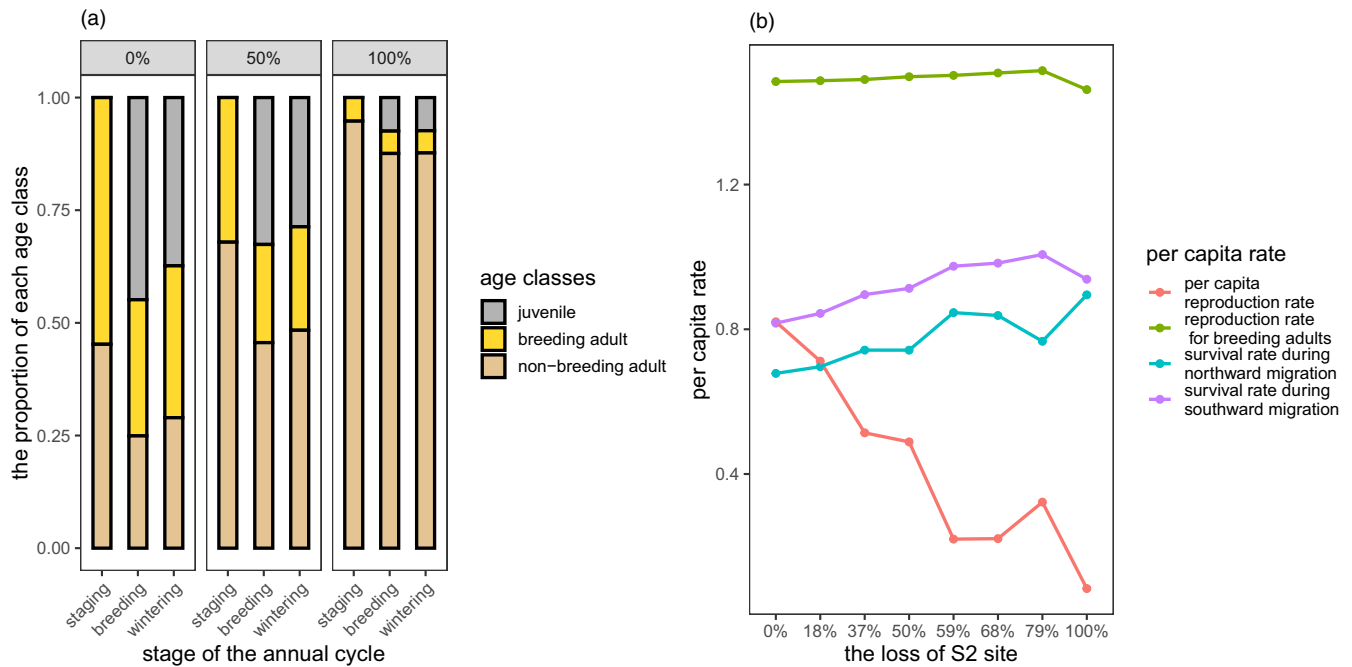 (a)
0%
50%
100%
1.00
0.75
0.50
0.25
0.00
the proportion of each age class
staging
breeding
wintering
staging
breeding
wintering
staging
breeding
wintering
stage of the annual cycle
age classes
juvenile
breeding adult
non−breeding adult
(b)
1.2
0.8
0.4
per capita rate
0%
18%
37%
50%
59%
68%
79%
100%
the loss of S2 site
per capita rate
per capita
reproduction rate
reproduction rate
for breeding adults
survival rate during
northward migration
survival rate during
southward migration